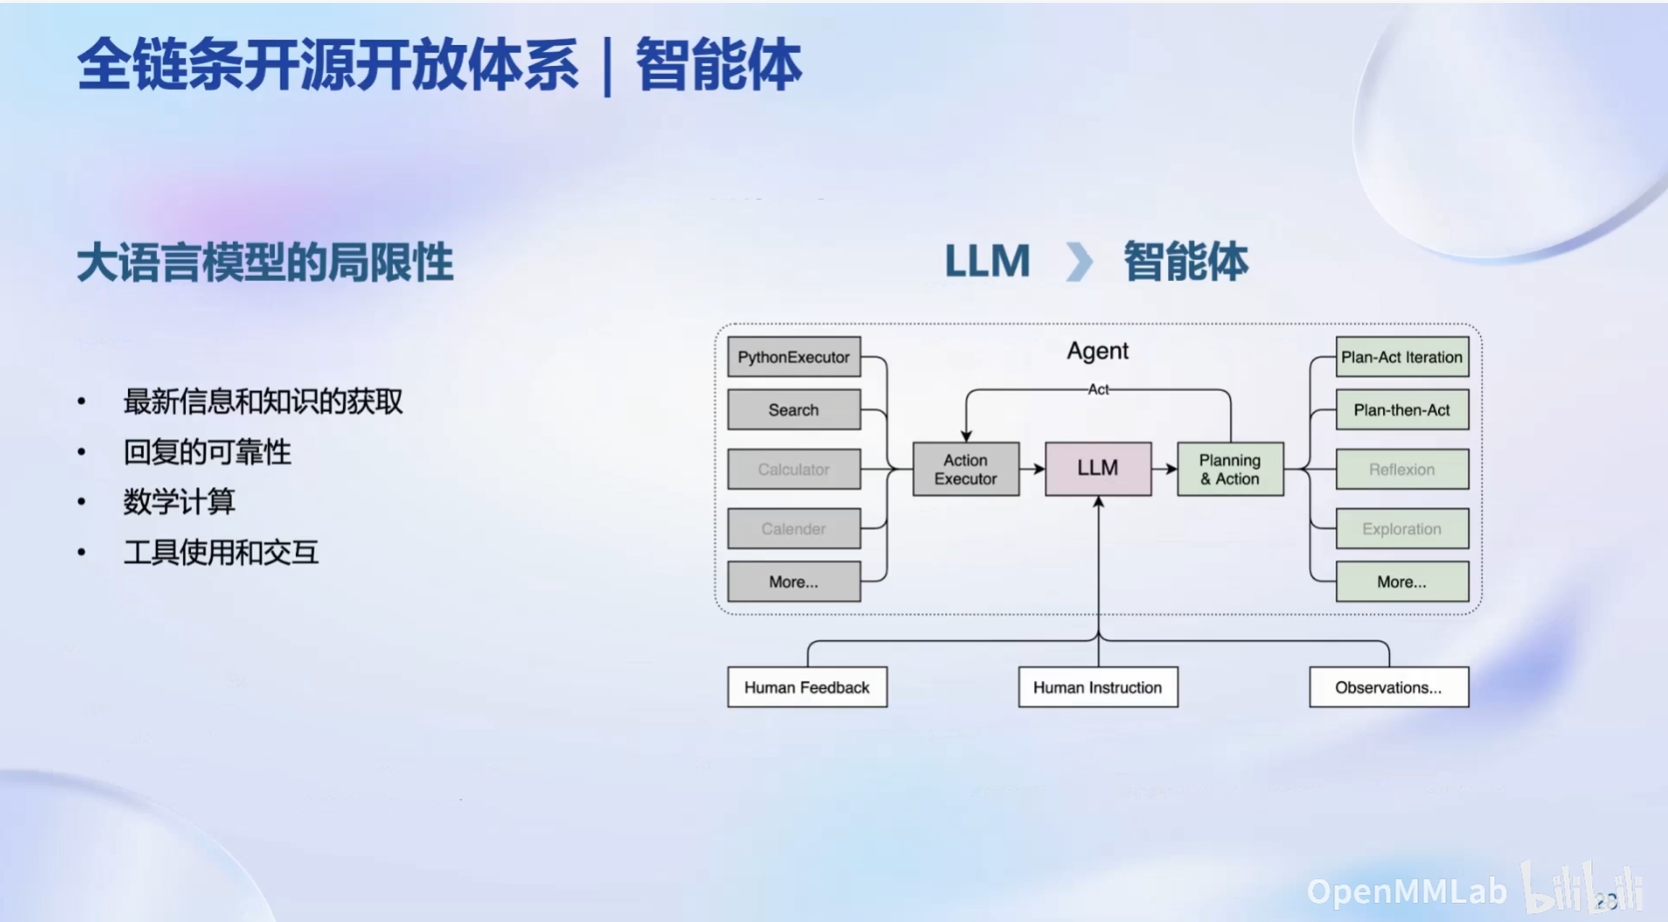 全链条开源开放体系｜智能体
大语言模型的局限性
• 最新信息和知识的获取
• 回复的可靠性
• 数学计算
• 工具使用和交互
LLM 智能体
Agent
PythonExecutor
Search
Calculator
Calender
More...
Act
Action
Executor
LLM
Planning
& Action
Plan-Act Iteration
Plan-then-Act
Reflexion
Exploration
More...
Human Feedback
Human Instruction
Observations...
OpenMMLab bilibili